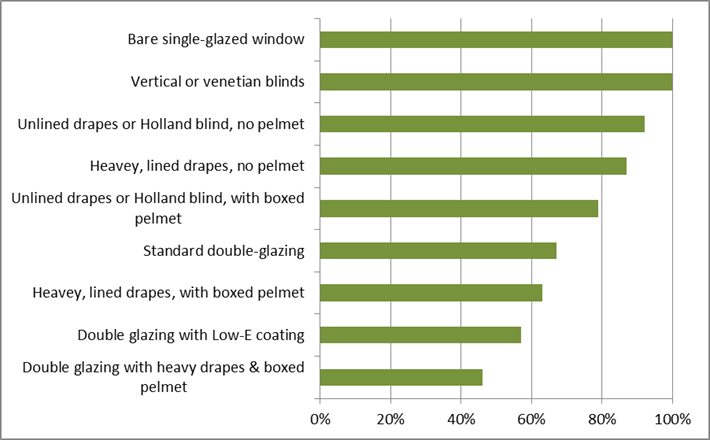 Bare single-glazed window
Vertical or venetian blinds
Unlined drapes or Holland blind, no pelmet
Heavey, lined drapes, no pelmet
Unlined drapes or Holland blind, with boxed
pelmet
Standard double-glazing
Heavey, lined drapes, with boxed pelmet
Double glazing with Low-E coating
Double glazing with heavy drapes & boxed
pelmet
0% 20% 40% 60% 80% 100%